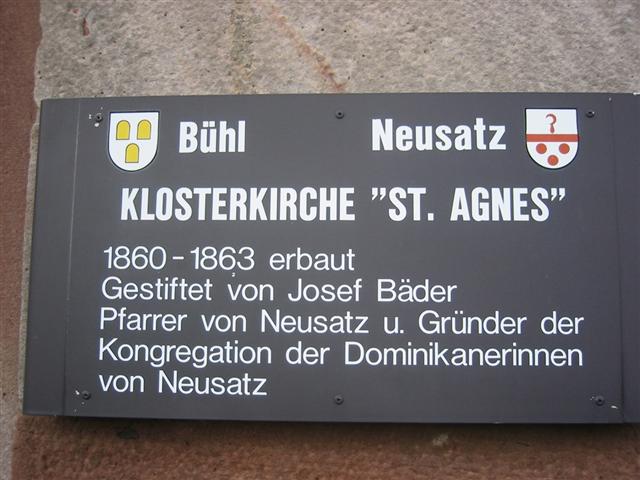 Bühl Neusatz
KLOSTERKIRCHE "ST. AGNES"
1860-1863 erbaut
Gestiftet von Josef Bäder
Pfarrer von Neusatz u. Gründer der
Kongregation der Dominikanerinnen
von Neusatz